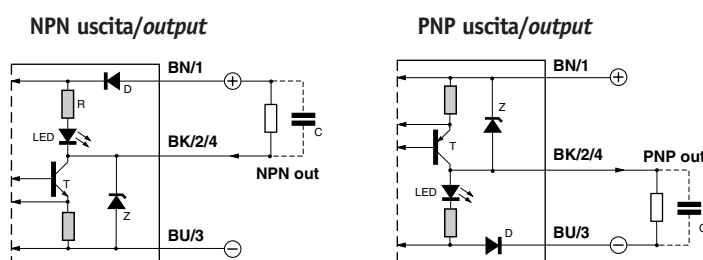 NPN uscita/output
BN/1
D
R
LED
C
BK/2/4
NPN out
T
Z
BU/3
PNP uscita/output
BN/1
Z
T
BK/2/4
PNP out
LED
C
D
BU/3